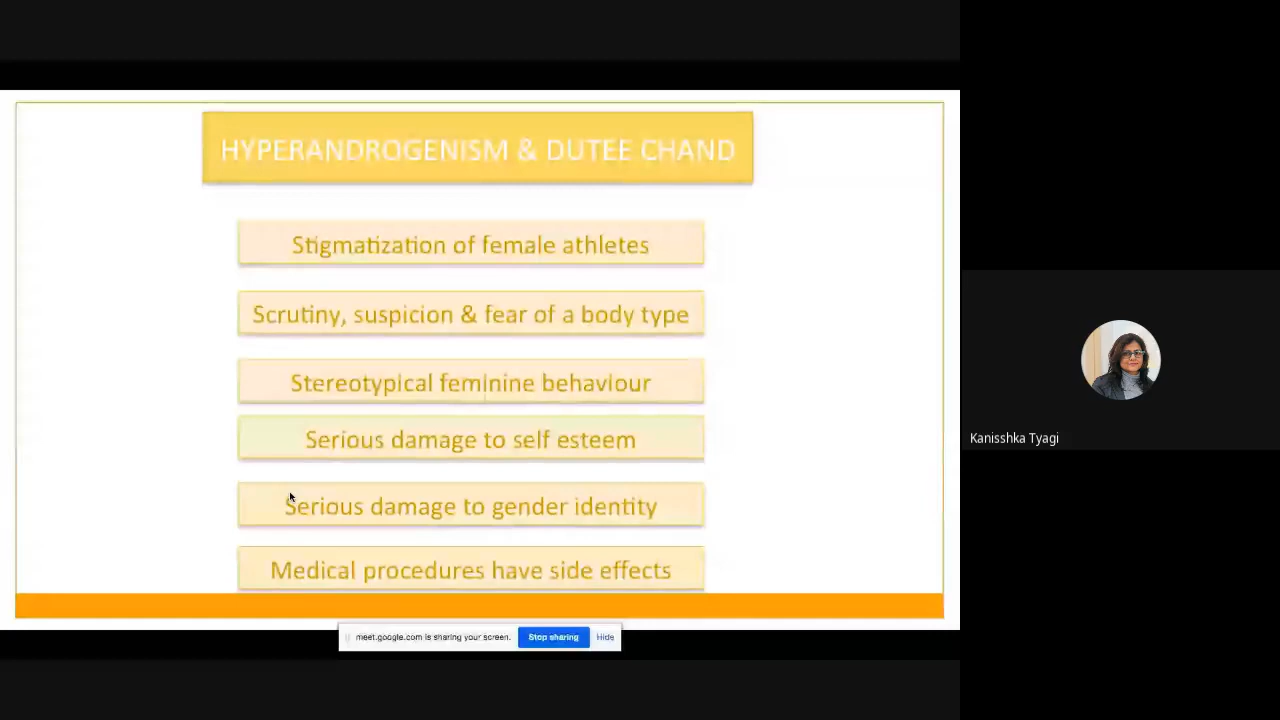 HYPERANDROGENISM & DUTEE CHAND
Stigmatization of female athletes
Scrutiny, suspicion & fear of a body type
Stereotypical feminine behaviour
Serious damage to self esteem
Serious damage to gender identity
Medical procedures have side effects
meet.google.com is sharing your screen. Stop sharing Hide
Kanisshka Tyagi